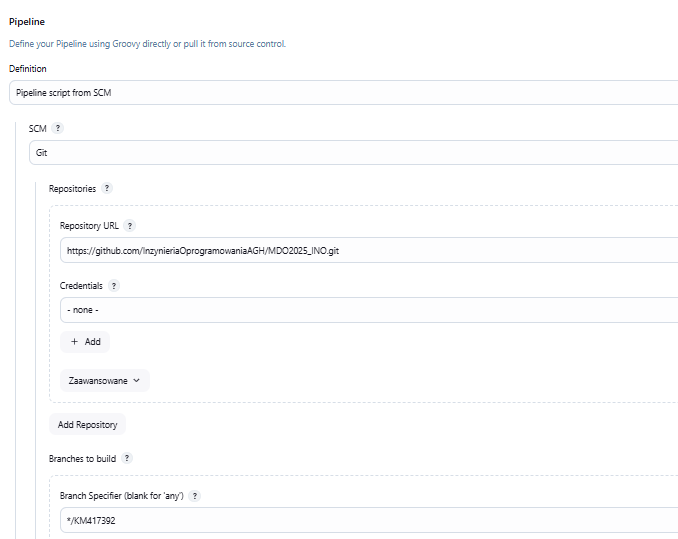 Pipeline
Define your Pipeline using Groovy directly or pull it from source control.
Definition
Pipeline script from SCM
SCM ?
Git
Repositories ?
Repository URL ?
https://github.com/InzynieriaOprogramowaniaAGH/MDO2025_INO.git
Credentials ?
- none -
+ Add
Zaawansowane
Add Repository
Branches to build ?
Branch Specifier (blank for 'any') ?
*/KM417392